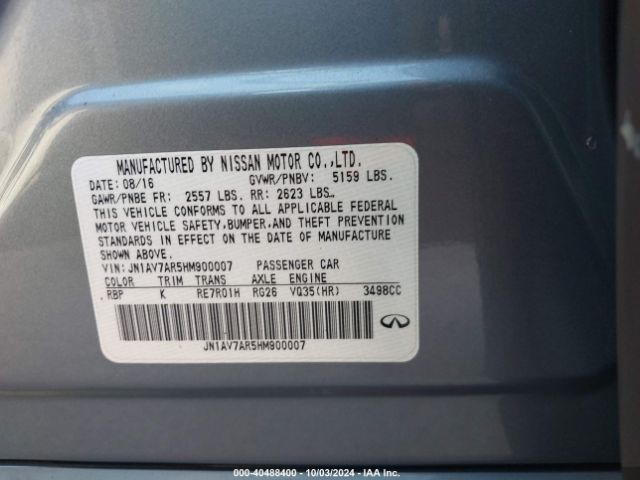 MANUFACTURED BY NISSAN MOTOR CO.,LTD.
DATE: 08/16 GVWR/PNBV: 5159 LBS.
GAWR/PNBE FR: 2557 LBS. RR: 2623 LBS.
THIS VEHICLE CONFORMS TO ALL APPLICABLE FEDERAL
MOTOR VEHICLE SAFETY,BUMPER,AND THEFT PREVENTION
STANDARDS IN EFFECT ON THE DATE OF MANUFACTURE
SHOWN ABOVE.
VIN: JN1AV7AR5HM900007 PASSENGER CAR
COLOR TRIM TRANS AXLE ENGINE
RBP K RE7R01H RG26 VQ35(HR) 3498CC
JN1AV7AR5HM900007
INFINITI
000-40488400 • 10/03/2024 - IAA Inc.